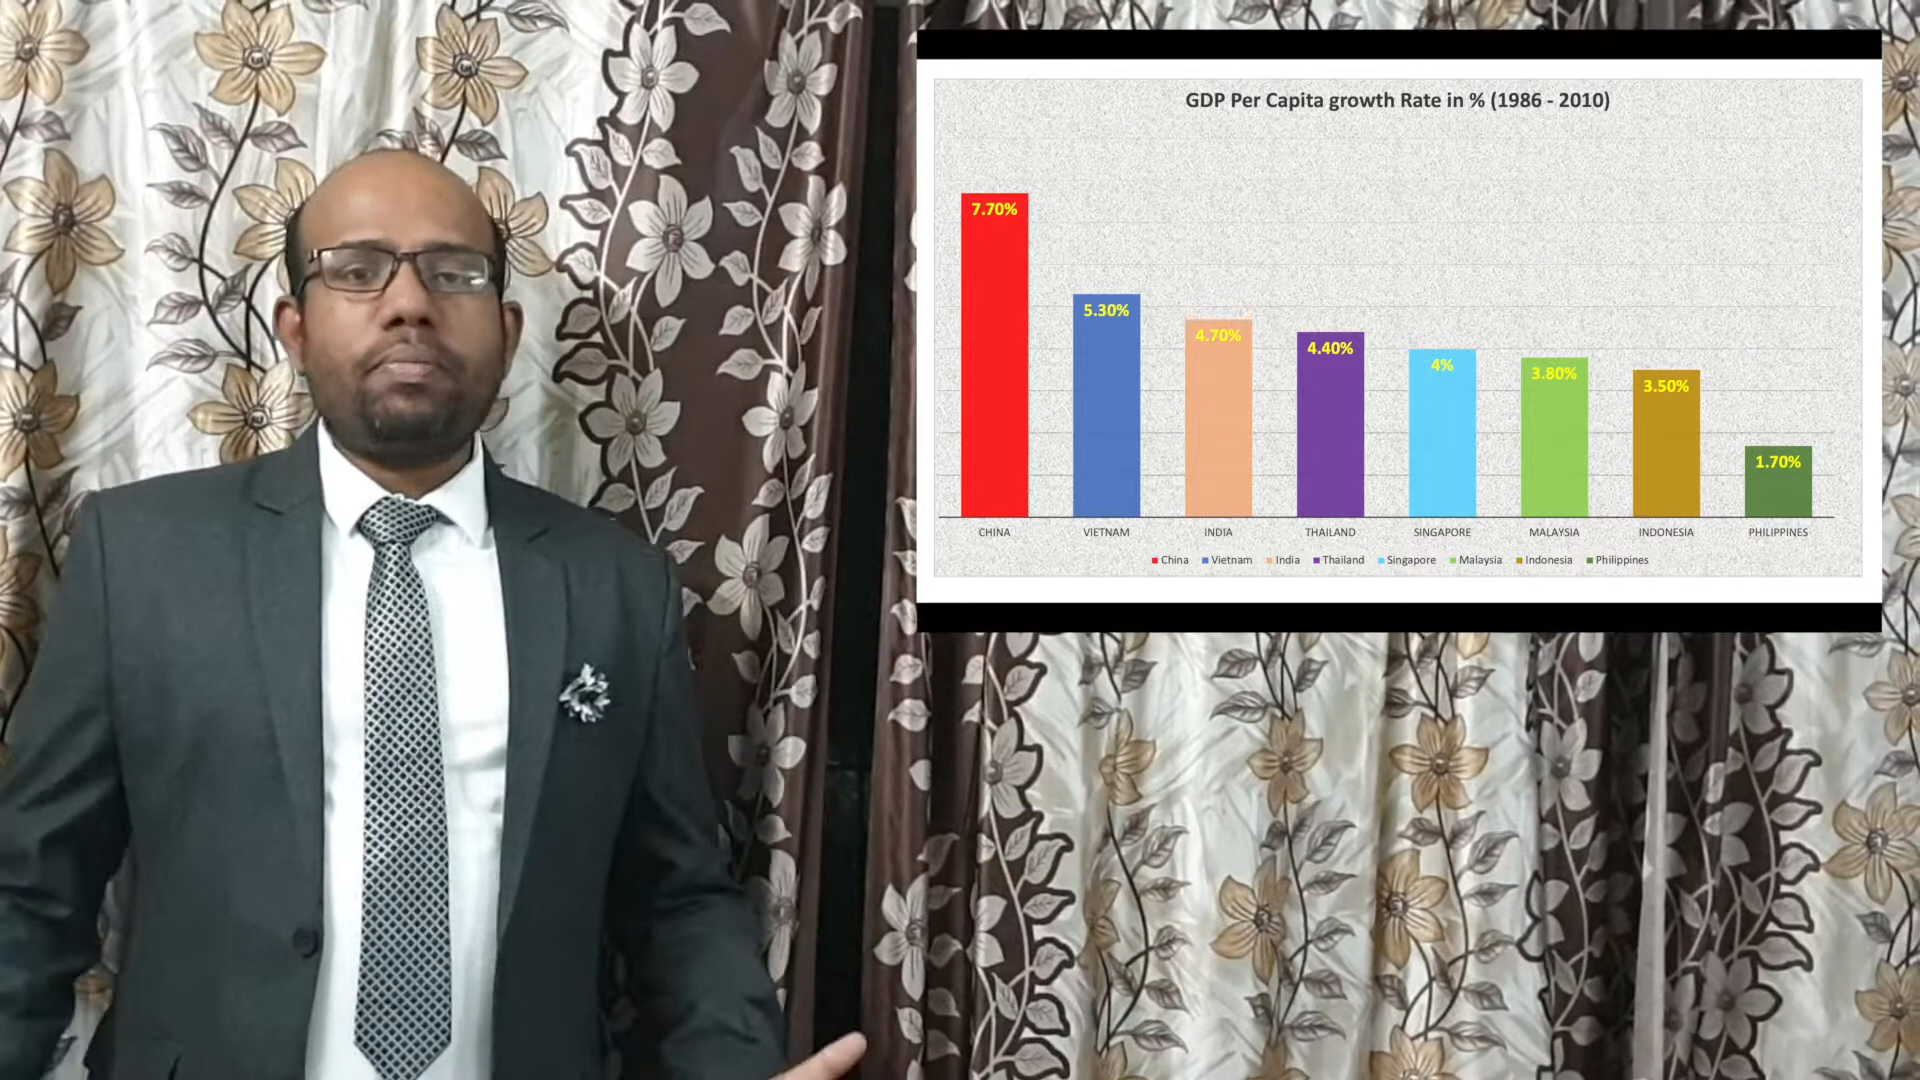 GDP Per Capita growth Rate in % (1986 - 2010)
7.70%
5.30%
4.70%
4.40%
4%
3.80%
3.50%
1.70%
CHINA VIETNAM INDIA THAILAND SINGAPORE MALAYSIA INDONESIA PHILIPPINES
China Vietnam India Thailand Singapore Malaysia Indonesia Philippines